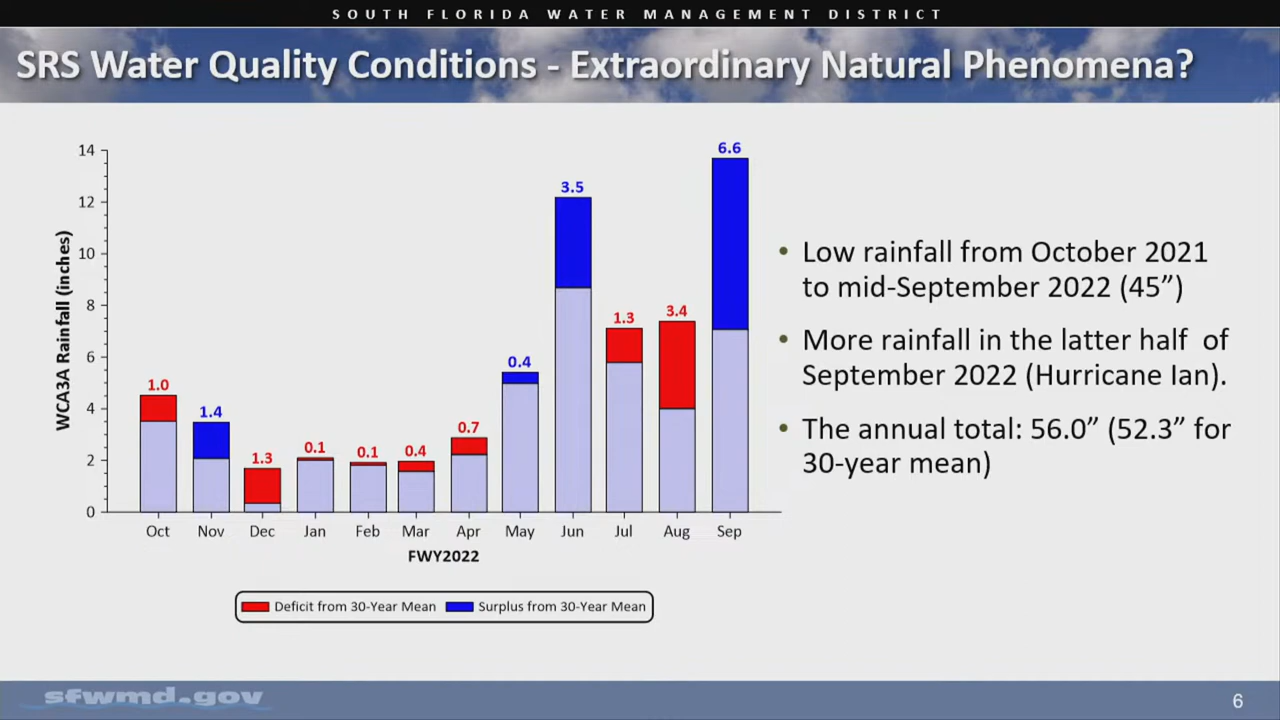 SOUTH FLORIDA WATER MANAGEMENT DISTRICT
SRS Water Quality Conditions - Extraordinary Natural Phenomena?
WCA3A Rainfall (inches)
14
12
10
8
6
4
2
0
1.0
1.4
1.3
0.1
0.1
0.4
0.7
0.4
3.5
1.3
3.4
6.6
Oct Nov Dec Jan Feb Mar Apr May Jun Jul Aug Sep
FWY2022
Deficit from 30-Year Mean Surplus from 30-Year Mean
• Low rainfall from October 2021
to mid-September 2022 (45”)
• More rainfall in the latter half of
September 2022 (Hurricane Ian).
• The annual total: 56.0” (52.3” for
30-year mean)
sfwmd.gov
6